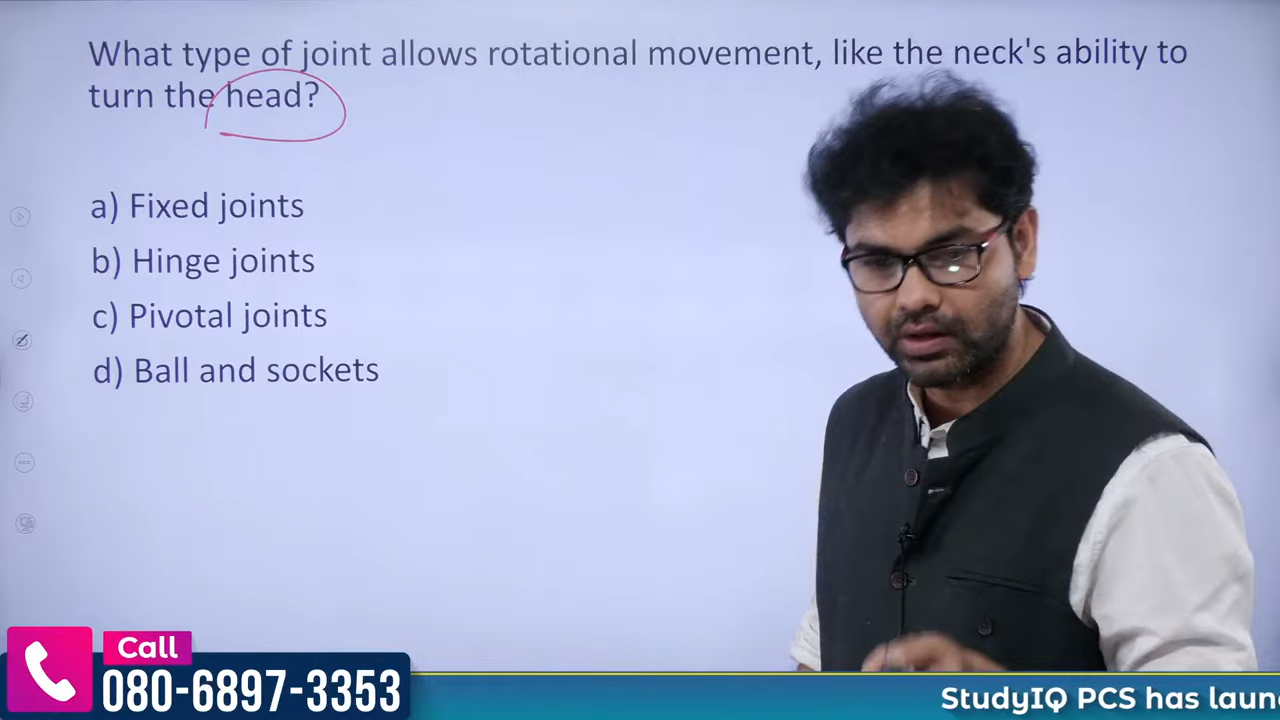 What type of joint allows rotational movement, like the neck's ability to
turn the head?
a) Fixed joints
b) Hinge joints
c) Pivotal joints
d) Ball and sockets
Call
080-6897-3353
StudyIQ PCS has laun